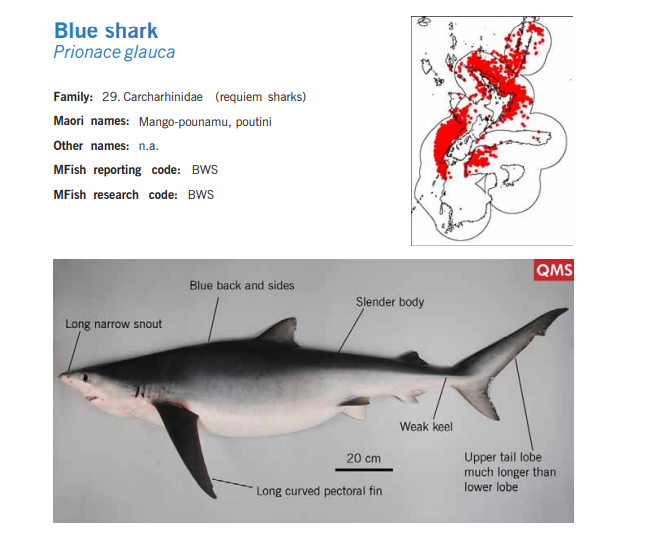 Blue shark
Prionace glauca
Family: 29. Carcharhinidae (requiem sharks)
Maori names: Mango-pounamu, poutini
Other names: n.a.
MFish reporting code: BWS
MFish research code: BWS
QMS
Blue back and sides
Slender body
Long narrow snout
Weak keel
20 cm
Upper tail lobe
much longer than
lower lobe
Long curved pectoral fin